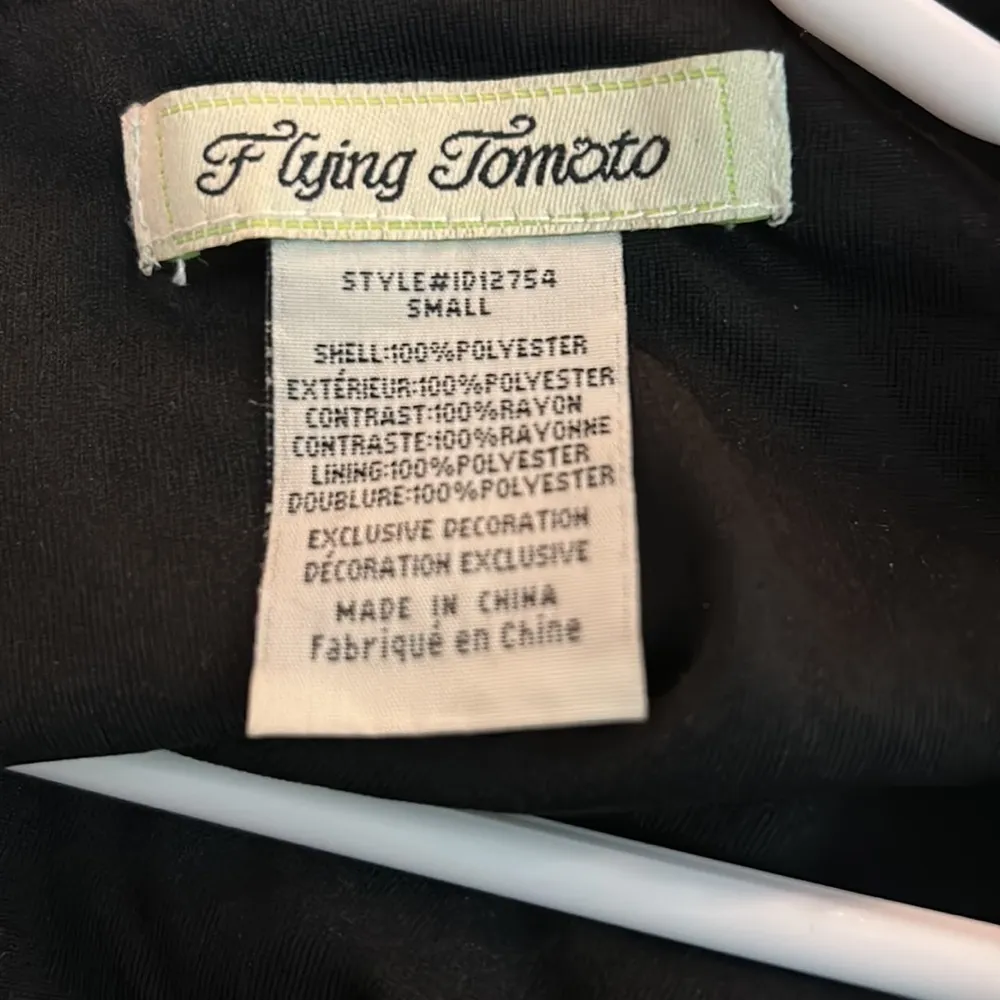 Flying Tomato
STYLE#ID12754
SMALL
SHELL:100%POLYESTER
EXTÉRIEUR:100%POLYESTER
CONTRAST:100%RAYON
CONTRASTE:100%RAYONNE
LINING:100%POLYESTER
DOUBLURE:100%POLYESTER
EXCLUSIVE DECORATION
DÉCORATION EXCLUSIVE
MADE IN CHINA
Fabriqué en Chine